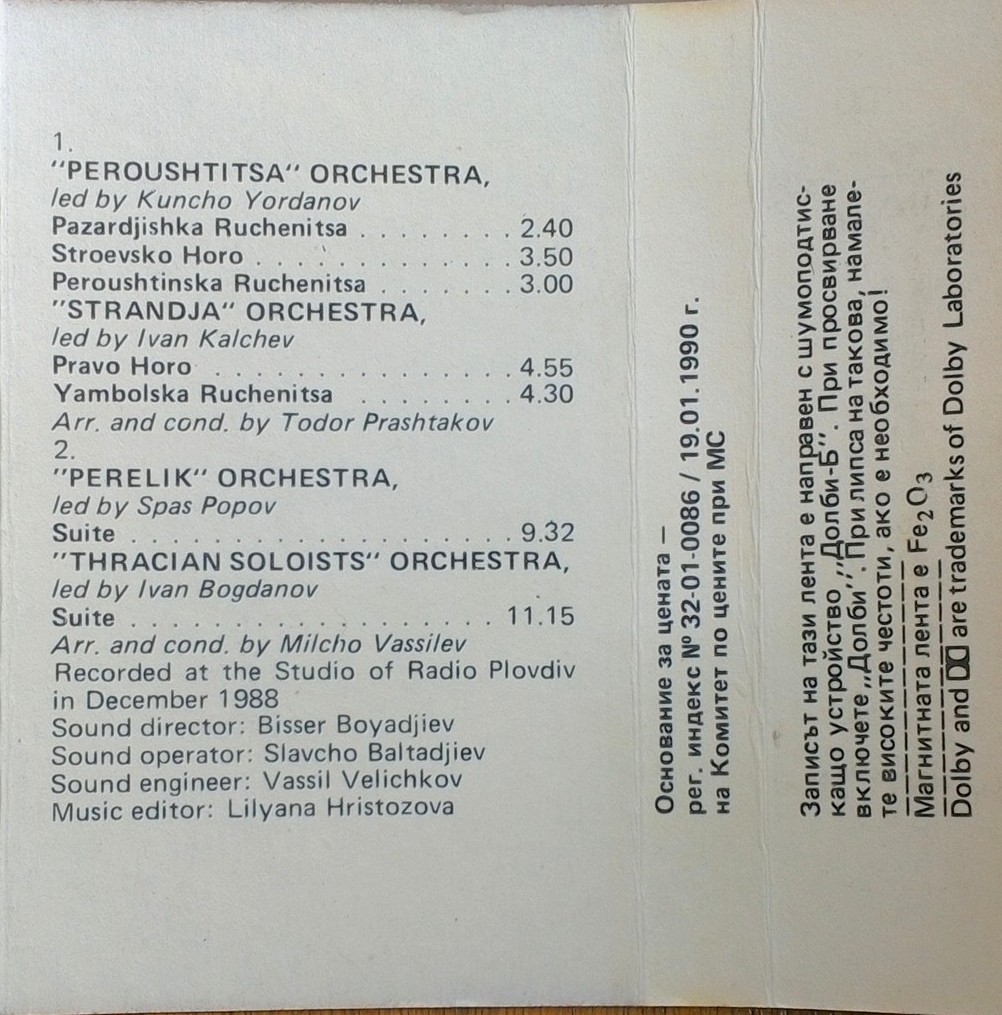 1.
"PEROUSHTITSA" ORCHESTRA,
led by Kuncho Yordanov
Pazardjishka Ruchenitsa . . . . . . . . 2.40
Stroevsko Horo . . . . . . . . . . . . . 3.50
Peroushtinska Ruchenitsa . . . . . . . 3.00
"STRANDJA" ORCHESTRA,
led by Ivan Kalchev
Pravo Horo . . . . . . . . . . . . . . . 4.55
Yambolska Ruchenitsa . . . . . . . . 4.30
Arr. and cond. by Todor Prashtakov
2.
"PERELIK" ORCHESTRA,
led by Spas Popov
Suite . . . . . . . . . . . . . . . . . . . 9.32
"THRACIAN SOLOISTS" ORCHESTRA,
led by Ivan Bogdanov
Suite . . . . . . . . . . . . . . . . . . 11.15
Arr. and cond. by Milcho Vassilev
Recorded at the Studio of Radio Plovdiv
in December 1988
Sound director: Bisser Boyadjiev
Sound operator: Slavcho Baltadjiev
Sound engineer: Vassil Velichkov
Music editor: Lilyana Hristozova
Основание за цената —
рег. индекс Nº 32-01-0086 / 19.01.1990 г.
на Комитет по цените при МС
Записът на тази лента е направен с шумоподтис-
кащо устройство „Долби-Б". При просвирване
включете „Долби". При липса на такова, намале-
те високите честоти, ако е необходимо!
Магнитната лента е Fe₂O₃
Dolby and DD are trademarks of Dolby Laboratories